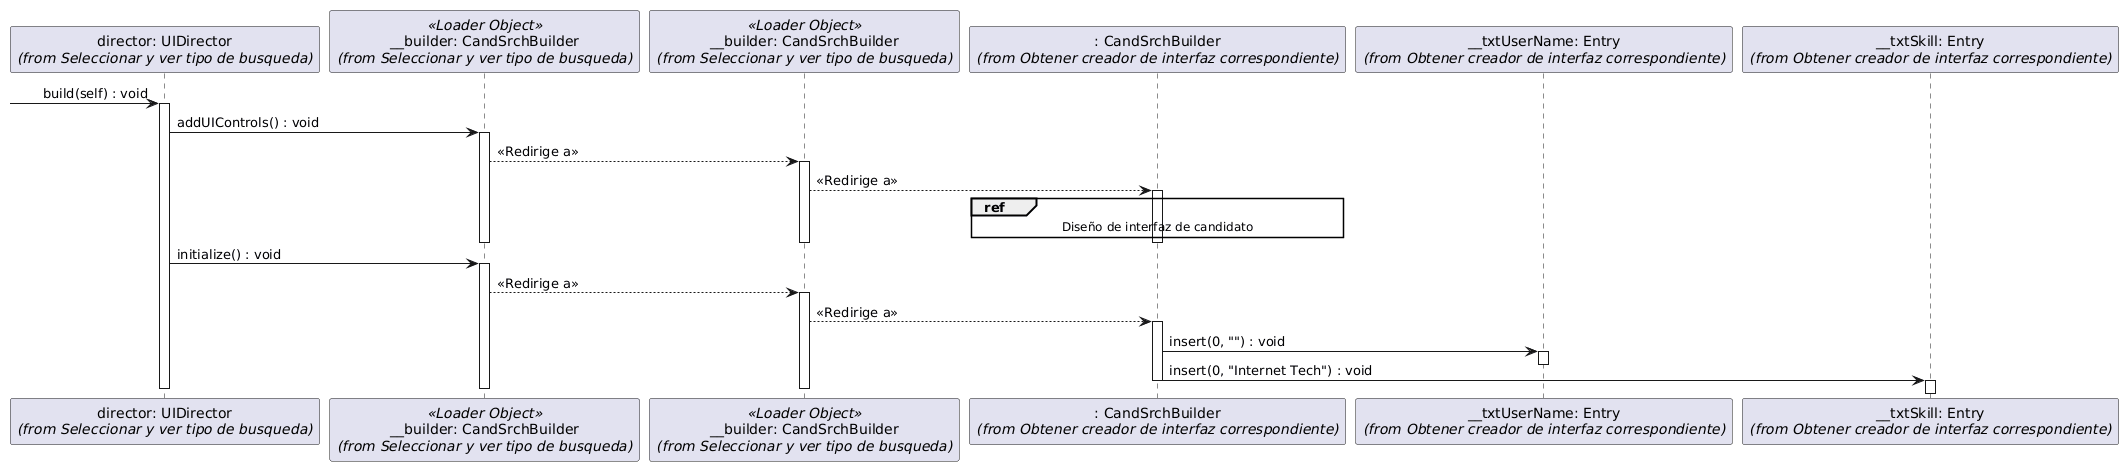 director: UIDirector
(from Seleccionar y ver tipo de busqueda)
«Loader Object»
__builder: CandSrchBuilder
(from Seleccionar y ver tipo de busqueda)
«Loader Object»
__builder: CandSrchBuilder
(from Seleccionar y ver tipo de busqueda)
: CandSrchBuilder
(from Obtener creador de interfaz correspondiente)
__txtUserName: Entry
(from Obtener creador de interfaz correspondiente)
__txtSkill: Entry
(from Obtener creador de interfaz correspondiente)
build(self) : void
addUIControls() : void
«Redirige a»
«Redirige a»
ref
Diseño de interfaz de candidato
initialize() : void
«Redirige a»
«Redirige a»
insert(0, "") : void
insert(0, "Internet Tech") : void
director: UIDirector
(from Seleccionar y ver tipo de busqueda)
«Loader Object»
__builder: CandSrchBuilder
(from Seleccionar y ver tipo de busqueda)
«Loader Object»
__builder: CandSrchBuilder
(from Seleccionar y ver tipo de busqueda)
: CandSrchBuilder
(from Obtener creador de interfaz correspondiente)
__txtUserName: Entry
(from Obtener creador de interfaz correspondiente)
__txtSkill: Entry
(from Obtener creador de interfaz correspondiente)